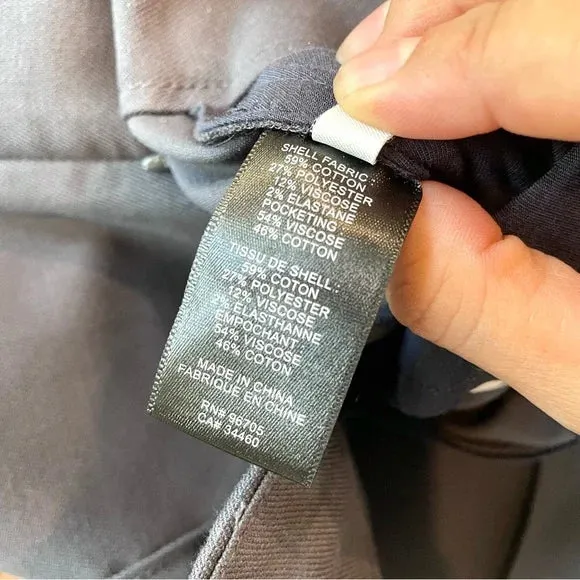 SHELL FABRIC :
59% COTTON
27% POLYESTER
12% VISCOSE
2% ELASTANE
POCKETING
54% VISCOSE
46% COTTON
TISSU DE SHELL :
59% COTON
27% POLYESTER
12% VISCOSE
2% ELASTHANNE
EMPOCHANT
54% VISCOSE
46% COTON
MADE IN CHINA
FABRIQUE EN CHINE
RN# 96705
CA# 34460